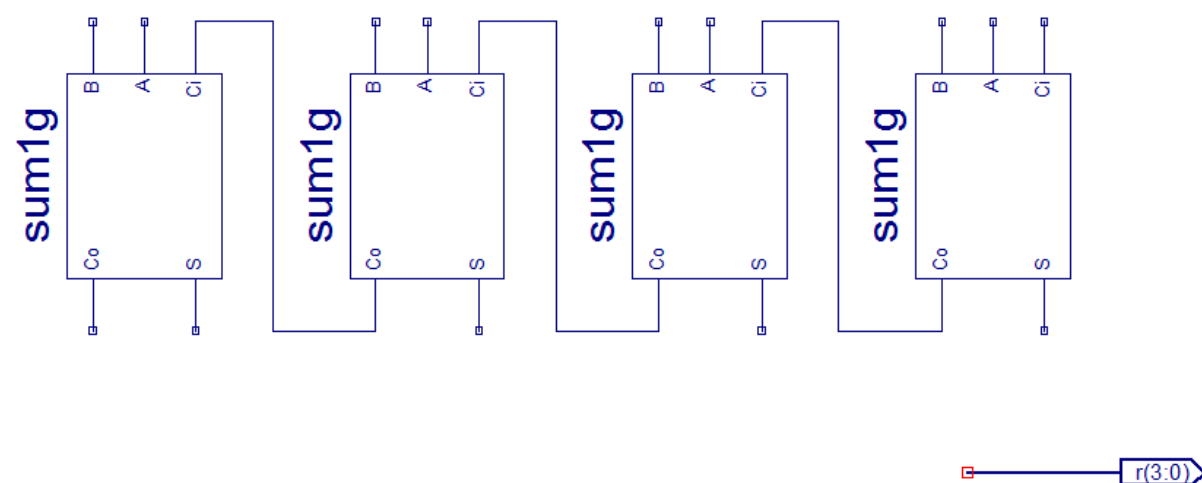 B A Ci
sum1g
Co S
B A Ci
sum1g
Co S
B A Ci
sum1g
Co S
B A Ci
sum1g
Co S
r(3:0)